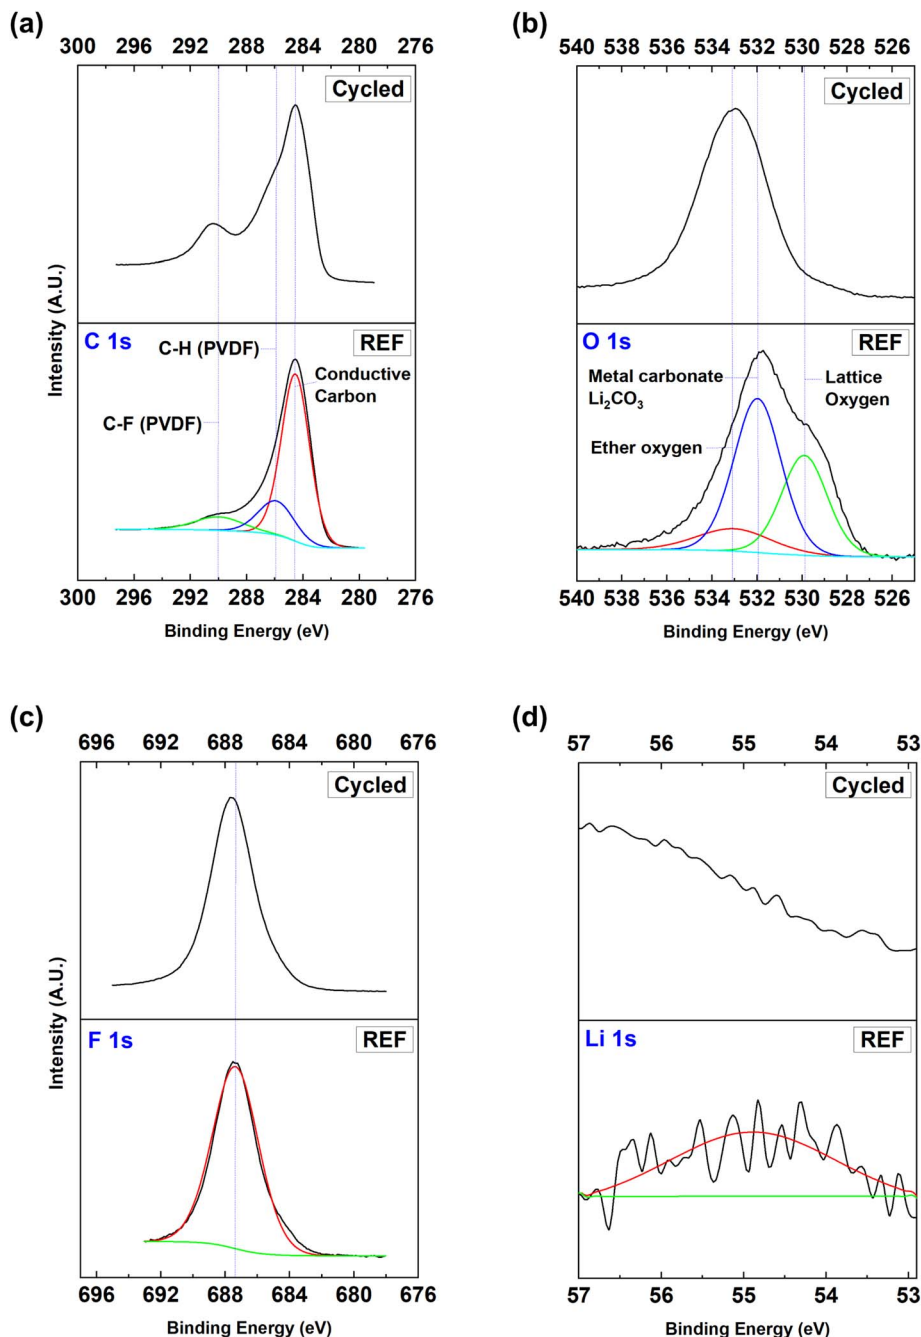 (a)
300 296 292 288 284 280 276
Cycled
C 1s
REF
C-H (PVDF)
Conductive
Carbon
C-F (PVDF)
300 296 292 288 284 280 276
Binding Energy (eV)
Intensity (A.U.)
(b)
540 538 536 534 532 530 528 526
Cycled
O 1s
REF
Metal carbonate
Li₂CO₃
Lattice
Oxygen
Ether oxygen
540 538 536 534 532 530 528 526
Binding Energy (eV)
(c)
696 692 688 684 680 676
Cycled
F 1s
REF
696 692 688 684 680 676
Binding Energy (eV)
Intensity (A.U.)
(d)
57 56 55 54 53
Cycled
Li 1s
REF
57 56 55 54 53
Binding Energy (eV)